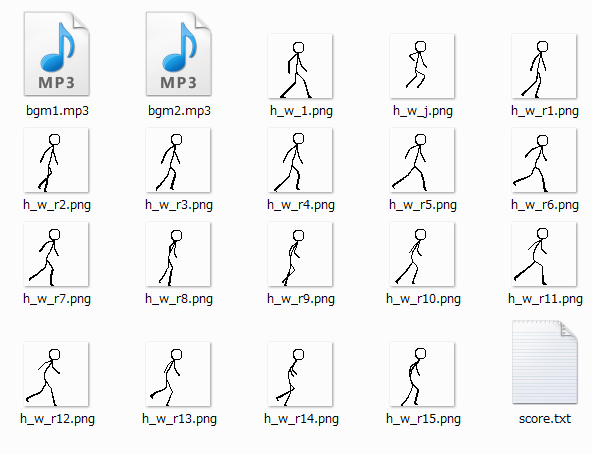 MP3
MP3
bgm1.mp3
bgm2.mp3
h_w_1.png
h_w_j.png
h_w_r1.png
h_w_r2.png
h_w_r3.png
h_w_r4.png
h_w_r5.png
h_w_r6.png
h_w_r7.png
h_w_r8.png
h_w_r9.png
h_w_r10.png
h_w_r11.png
h_w_r12.png
h_w_r13.png
h_w_r14.png
h_w_r15.png
score.txt